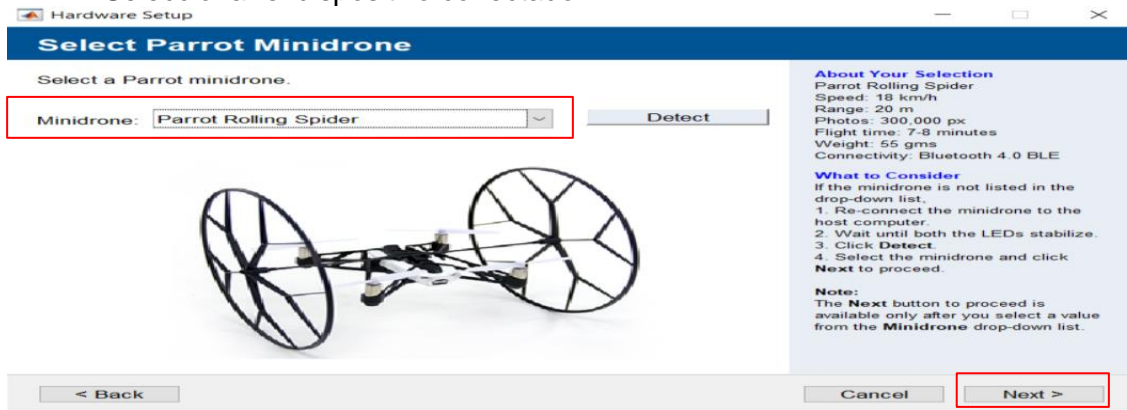 Hardware Setup
Select Parrot Minidrone
Select a Parrot minidrone.
Minidrone: Parrot Rolling Spider
Detect
About Your Selection
Parrot Rolling Spider
Speed: 18 km/h
Range: 20 m
Photos: 300,000 px
Flight time: 7-8 minutes
Weight: 55 gms
Connectivity: Bluetooth 4.0 BLE
What to Consider
If the minidrone is not listed in the
drop-down list,
1. Re-connect the minidrone to the
host computer.
2. Wait until both the LEDs stabilize.
3. Click Detect.
4. Select the minidrone and click
Next to proceed.
Note:
The Next button to proceed is
available only after you select a value
from the Minidrone drop-down list.
< Back
Cancel
Next >